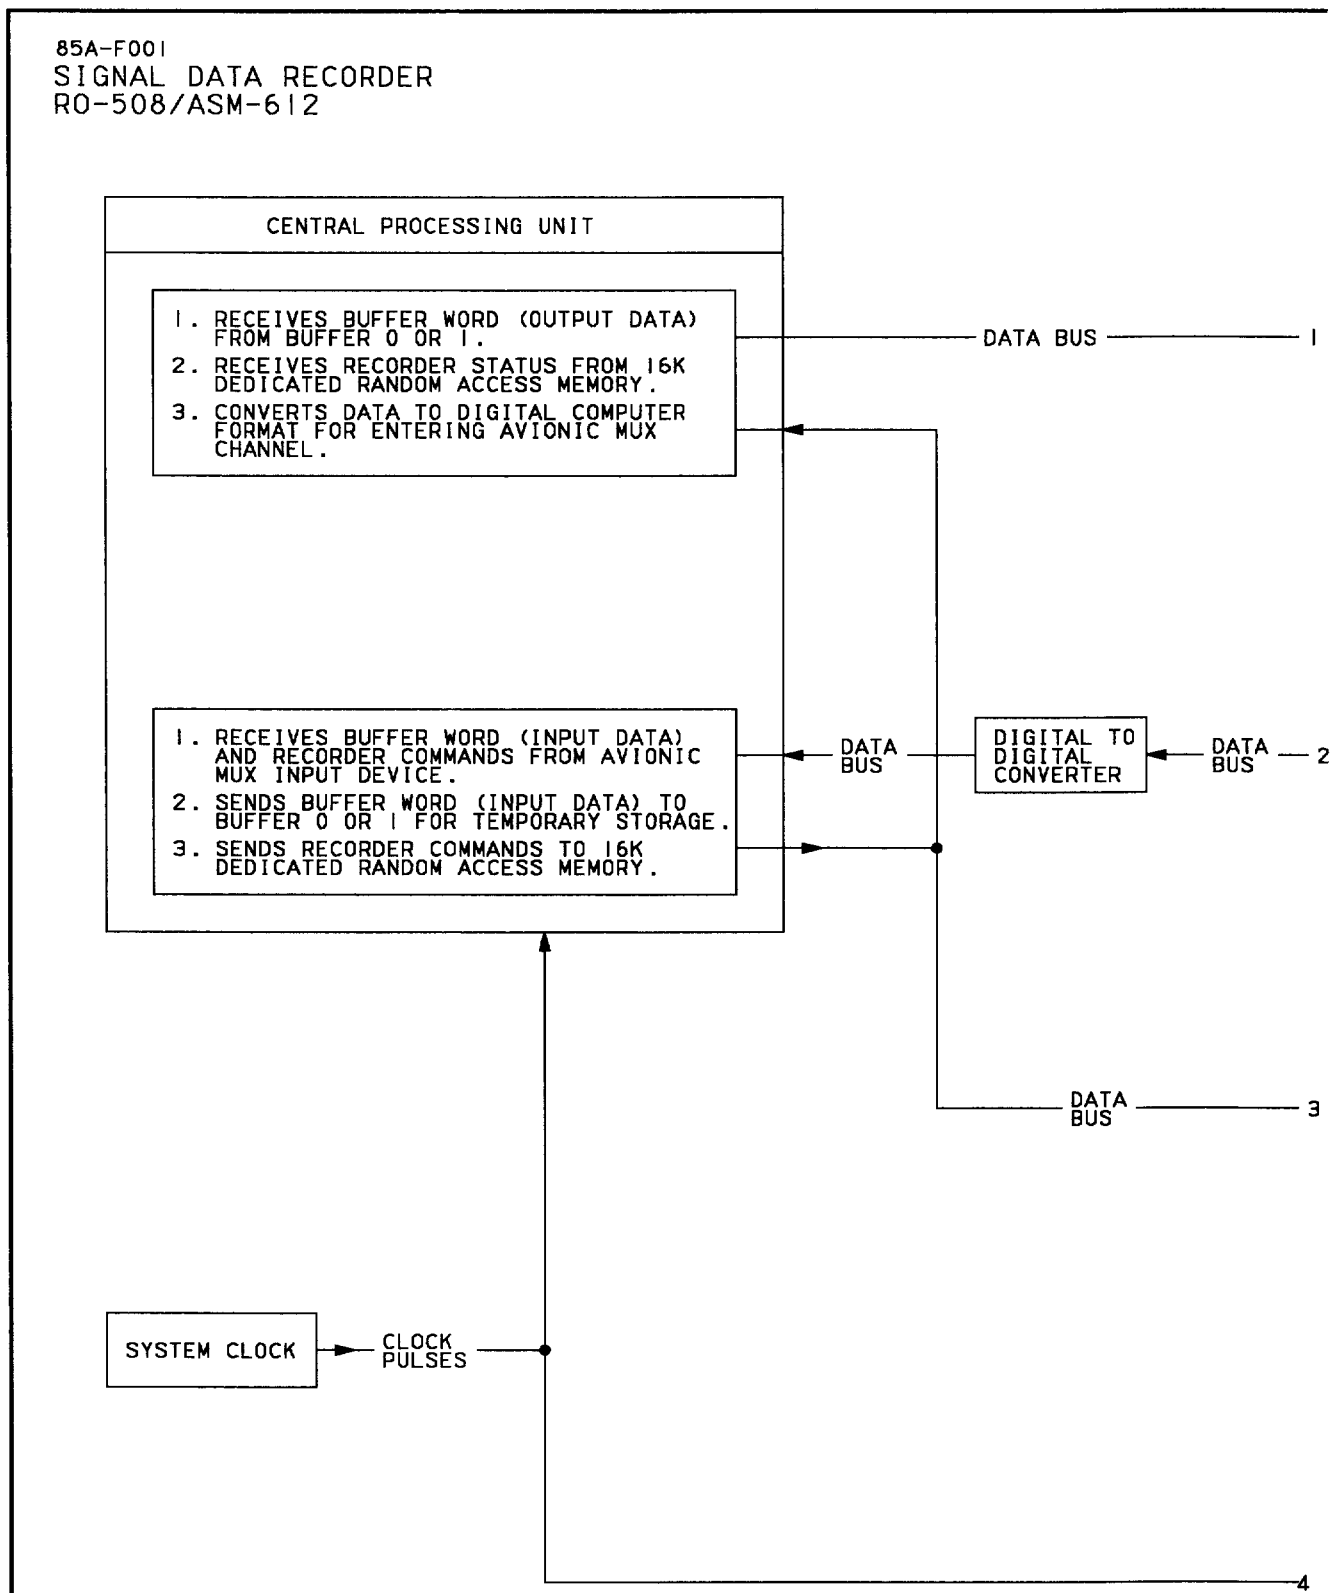 85A-F001
SIGNAL DATA RECORDER
RO-508/ASM-612
CENTRAL PROCESSING UNIT
1. RECEIVES BUFFER WORD (OUTPUT DATA)
FROM BUFFER 0 OR 1.
2. RECEIVES RECORDER STATUS FROM 16K
DEDICATED RANDOM ACCESS MEMORY.
3. CONVERTS DATA TO DIGITAL COMPUTER
FORMAT FOR ENTERING AVIONIC MUX
CHANNEL.
DATA BUS
1
1. RECEIVES BUFFER WORD (INPUT DATA)
AND RECORDER COMMANDS FROM AVIONIC
MUX INPUT DEVICE.
2. SENDS BUFFER WORD (INPUT DATA) TO
BUFFER 0 OR 1 FOR TEMPORARY STORAGE.
3. SENDS RECORDER COMMANDS TO 16K
DEDICATED RANDOM ACCESS MEMORY.
DATA
BUS
DIGITAL TO
DIGITAL
CONVERTER
DATA
BUS
2
DATA
BUS
3
SYSTEM CLOCK
CLOCK
PULSES
4